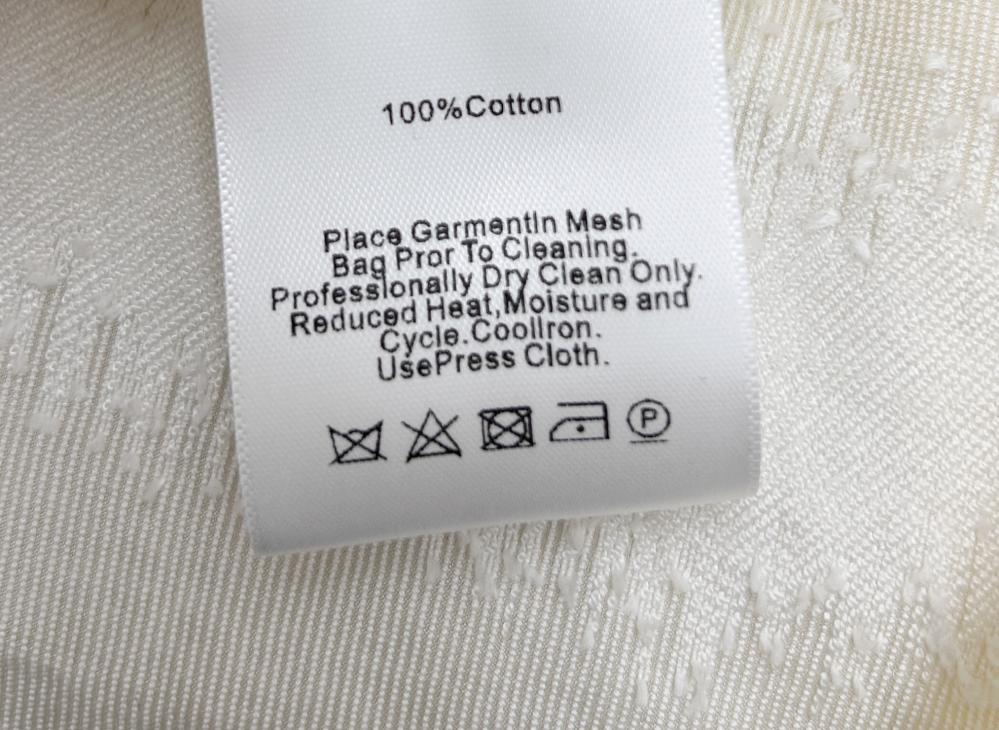 100%Cotton
Place GarmentIn Mesh
Bag Pror To Cleaning.
Professionally Dry Clean Only.
Reduced Heat,Moisture and
Cycle.CoolIron.
UsePress Cloth.
P